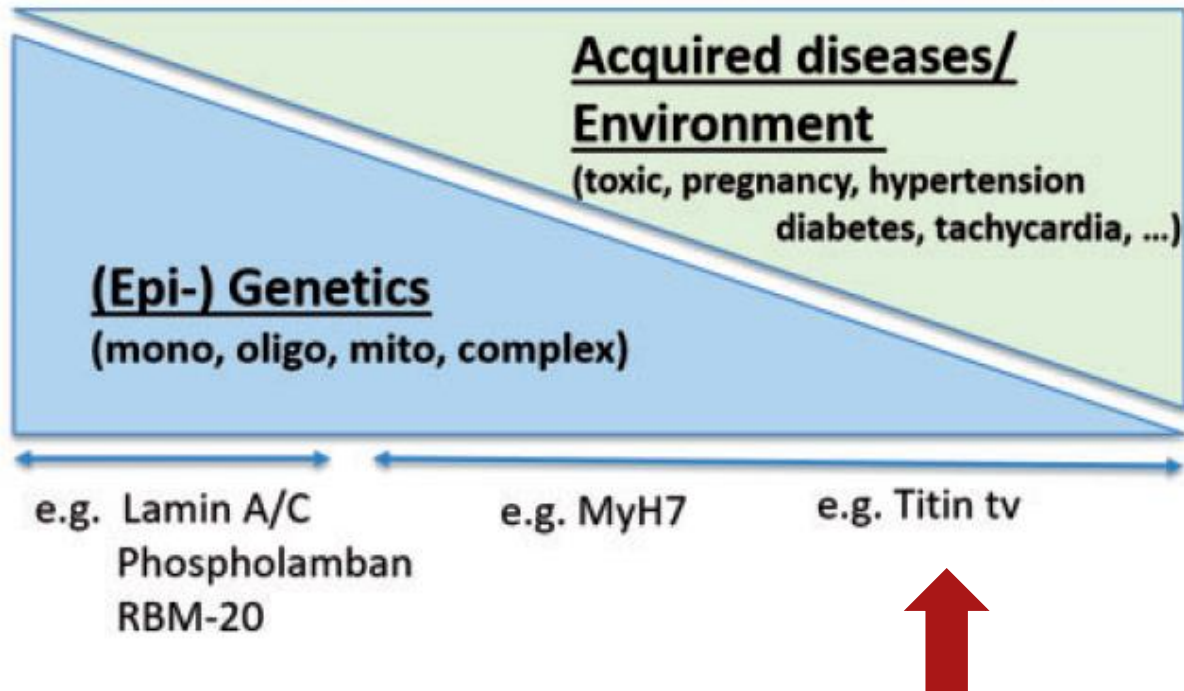 Acquired diseases/
Environment
(toxic, pregnancy, hypertension
diabetes, tachycardia, ...)
(Epi-) Genetics
(mono, oligo, mito, complex)
e.g. Lamin A/C
Phospholamban
RBM-20
e.g. MyH7
e.g. Titin tv